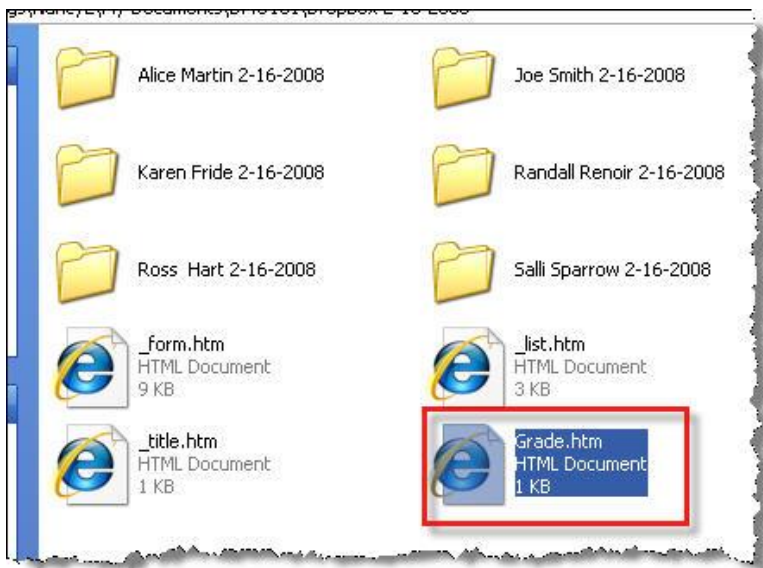 Alice Martin 2-16-2008
Joe Smith 2-16-2008
Karen Fride 2-16-2008
Randall Renoir 2-16-2008
Ross  Hart 2-16-2008
Salli Sparrow 2-16-2008
_form.htm
HTML Document
9 KB
_list.htm
HTML Document
3 KB
_title.htm
HTML Document
1 KB
Grade.htm
HTML Document
1 KB